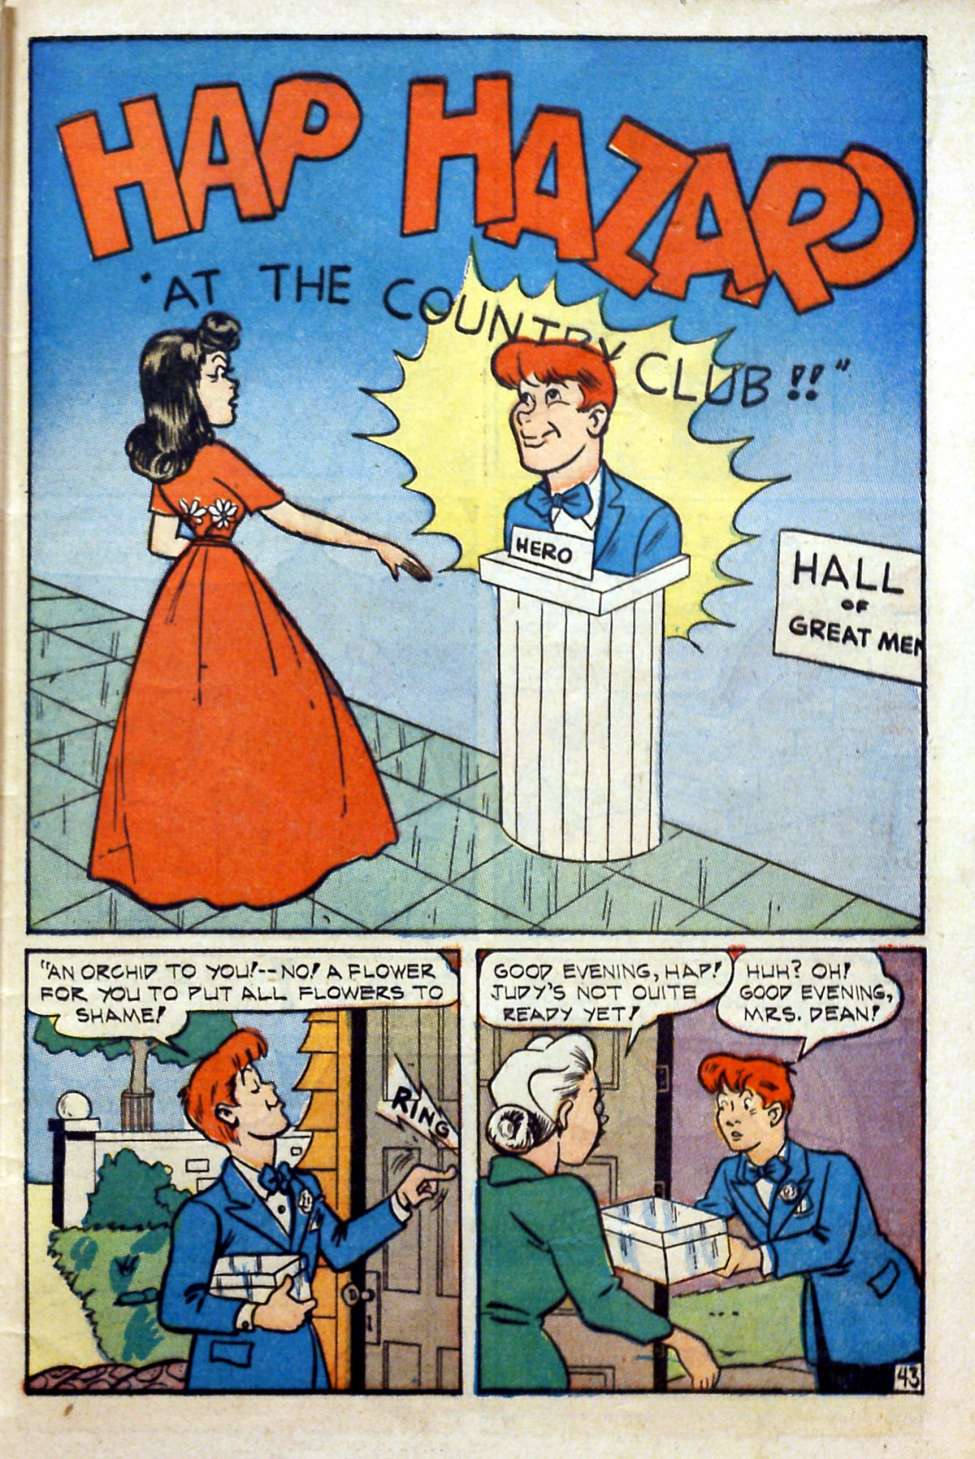 HAP HAZARD
"AT THE COUNTRY CLUB!!"
HERO
HALL
OF
GREAT MEN
"AN ORCHID TO YOU!--NO! A FLOWER
FOR YOU TO PUT ALL FLOWERS TO
SHAME!
RING
GOOD EVENING, HAP!
JUDY'S NOT QUITE
READY YET!
HUH? OH!
GOOD EVENING,
MRS. DEAN!
43